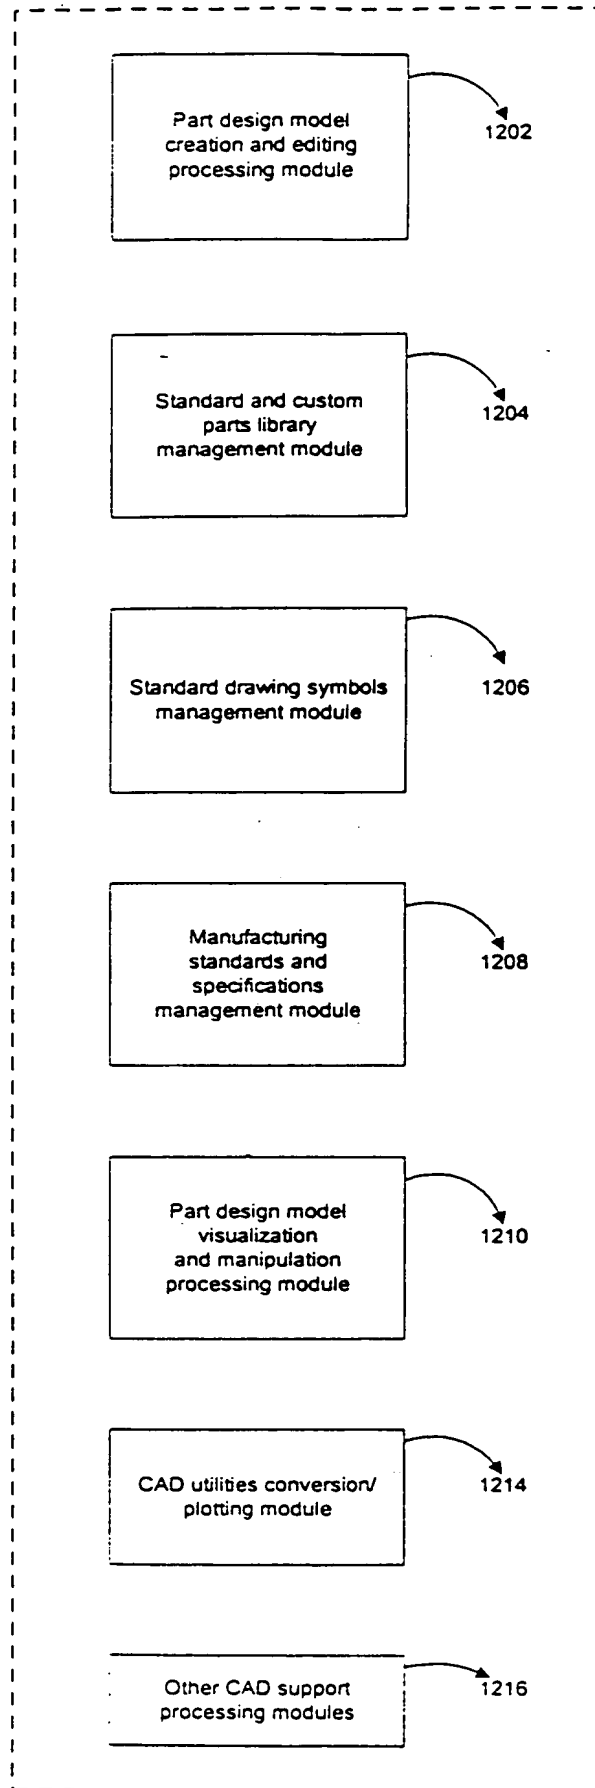 Part design model
creation and editing
processing module
1202
Standard and custom
parts library
management module
1204
Standard drawing symbols
management module
1206
Manufacturing
standards and
specifications
management module
1208
Part design model
visualization
and manipulation
processing module
1210
CAD utilities conversion/
plotting module
1214
Other CAD support
processing modules
1216